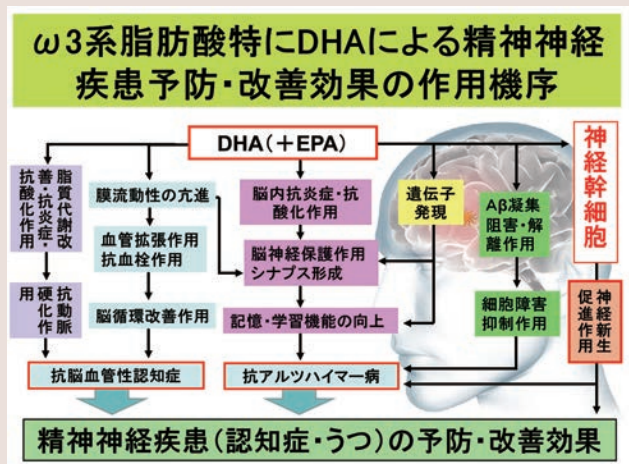 ω3系脂肪酸特にDHAによる精神神経
疾患予防・改善効果の作用機序
DHA(+EPA)
神経幹細胞
脂質代謝改
善・抗炎症・
抗酸化作用
膜流動性の亢進
脳内抗炎症・抗
酸化作用
遺伝子
発現
Aβ凝集
阻害・解
離作用
血管拡張作用
抗血栓作用
脳神経保護作用
シナプス形成
抗動脈
硬化作
用
脳循環改善作用
記憶・学習機能の向上
細胞障害
抑制作用
神経新生
促進作用
抗脳血管性認知症
抗アルツハイマー病
精神神経疾患(認知症・うつ)の予防・改善効果